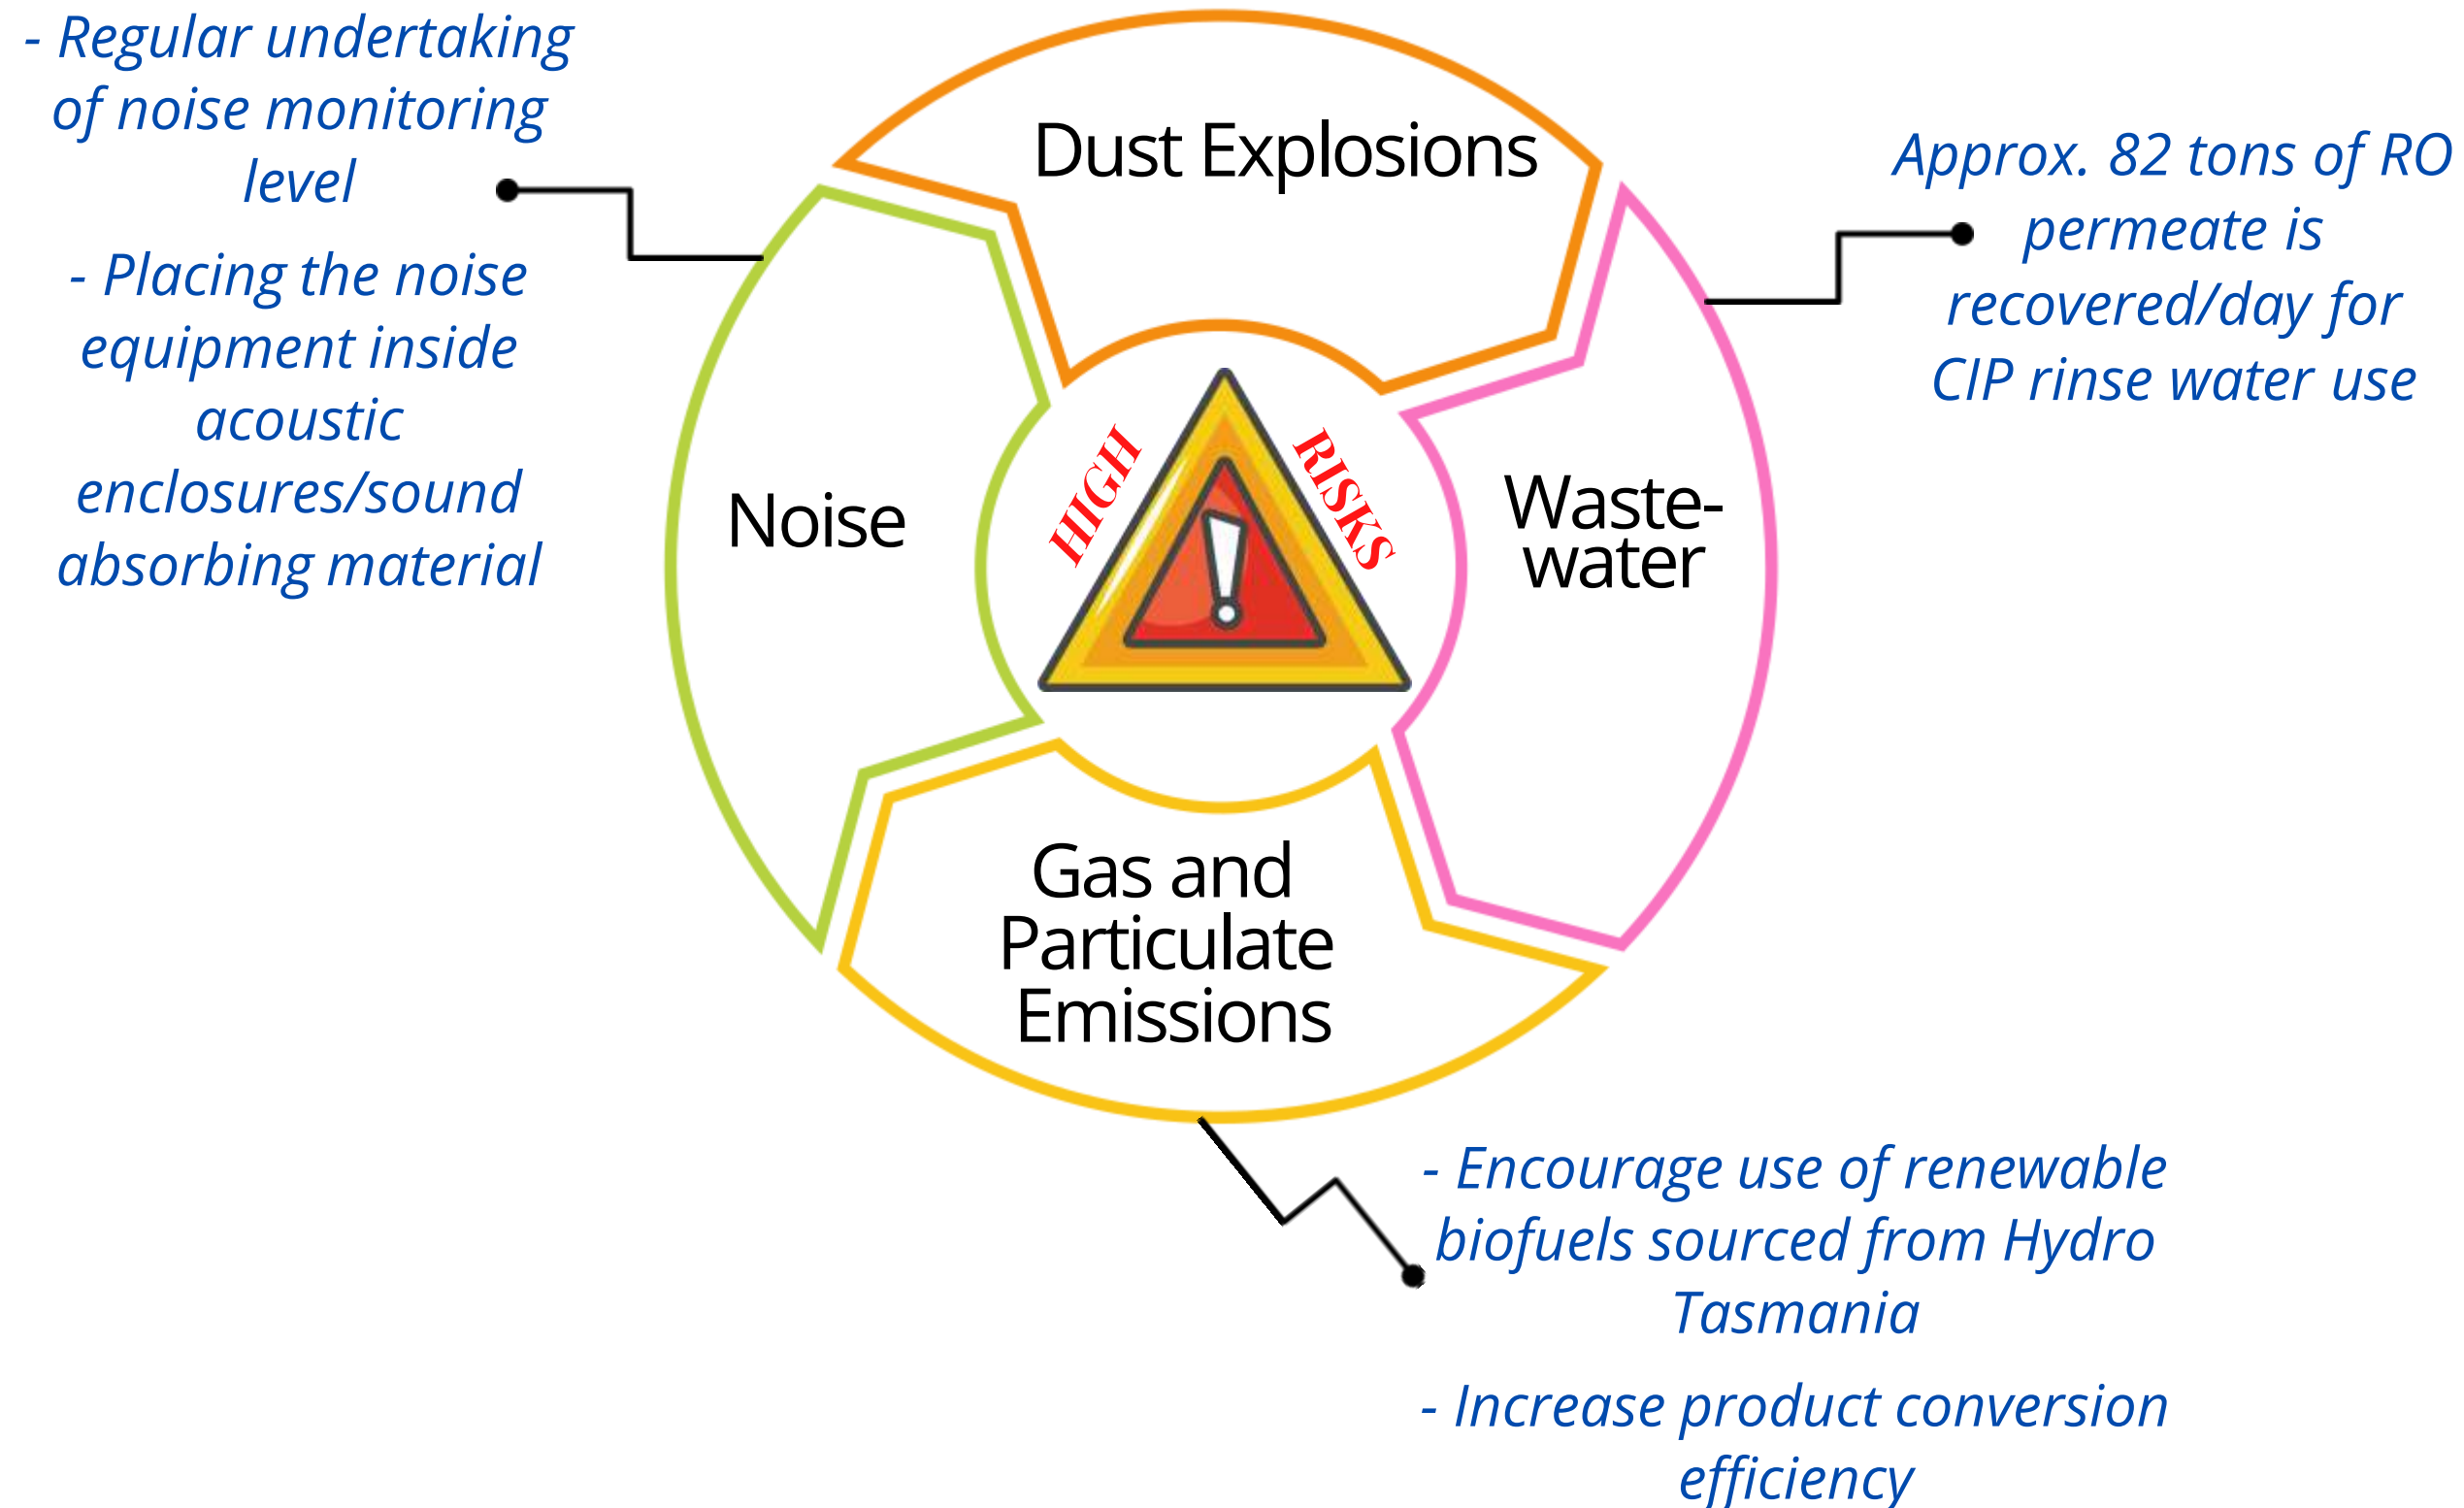 - Regular undertaking
of noise monitoring
level
- Placing the noise
equipment inside
acoustic
enclosures/sound
absorbing material
Dust Explosions
Approx. 82 tons of RO
permeate is
recovered/day for
CIP rinse water use
HIGH
RISKS
Noise
Waste-
water
Gas and
Particulate
Emissions
- Encourage use of renewable
biofuels sourced from Hydro
Tasmania
- Increase product conversion
efficiency